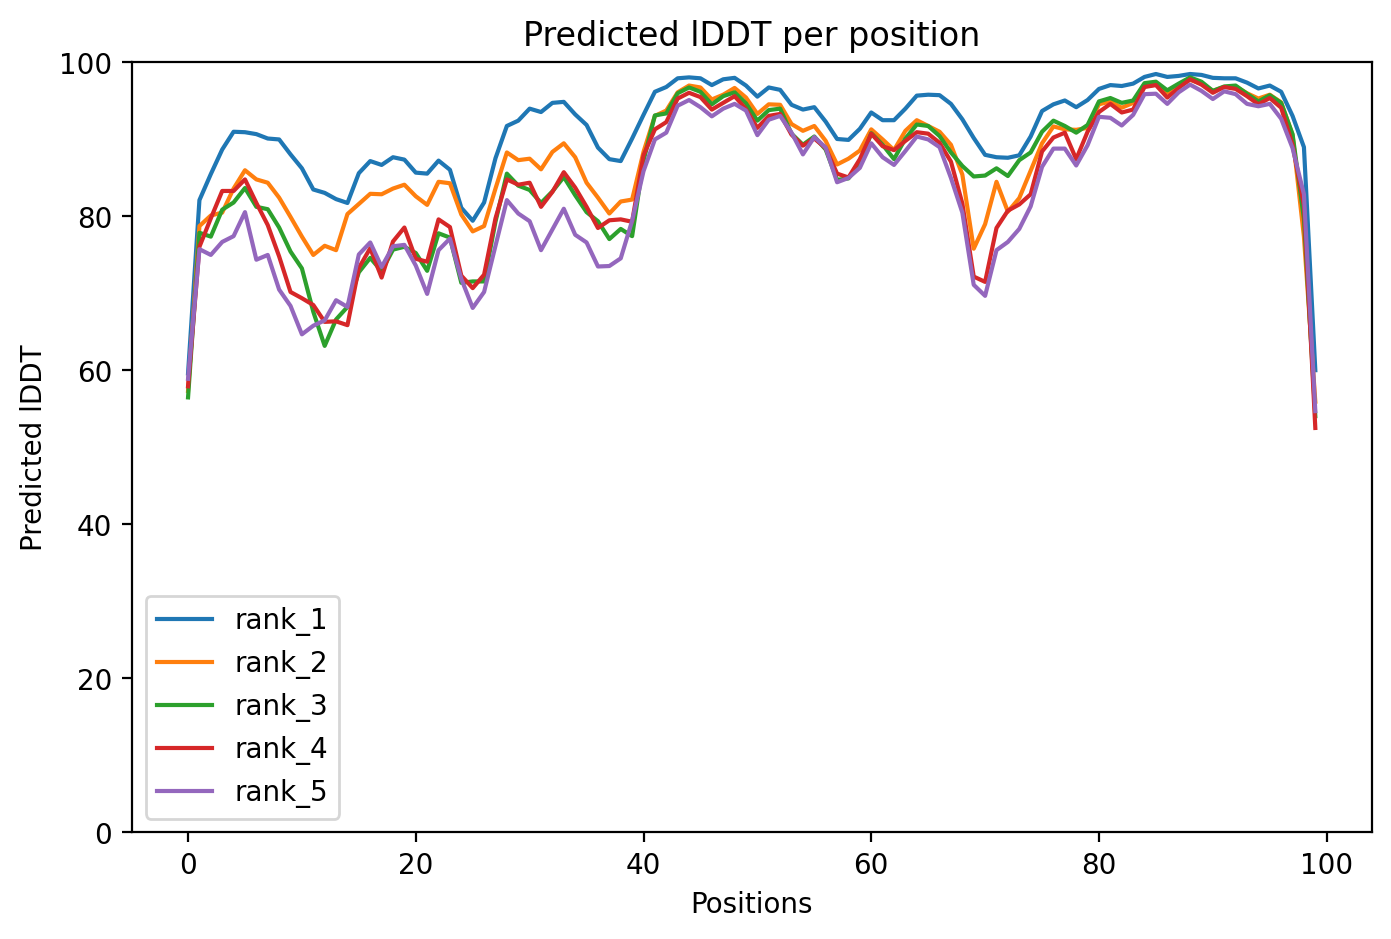 Predicted lDDT per position
Predicted lDDT
100
80
60
40
20
0
rank_1
rank_2
rank_3
rank_4
rank_5
0 20 40 60 80 100
Positions